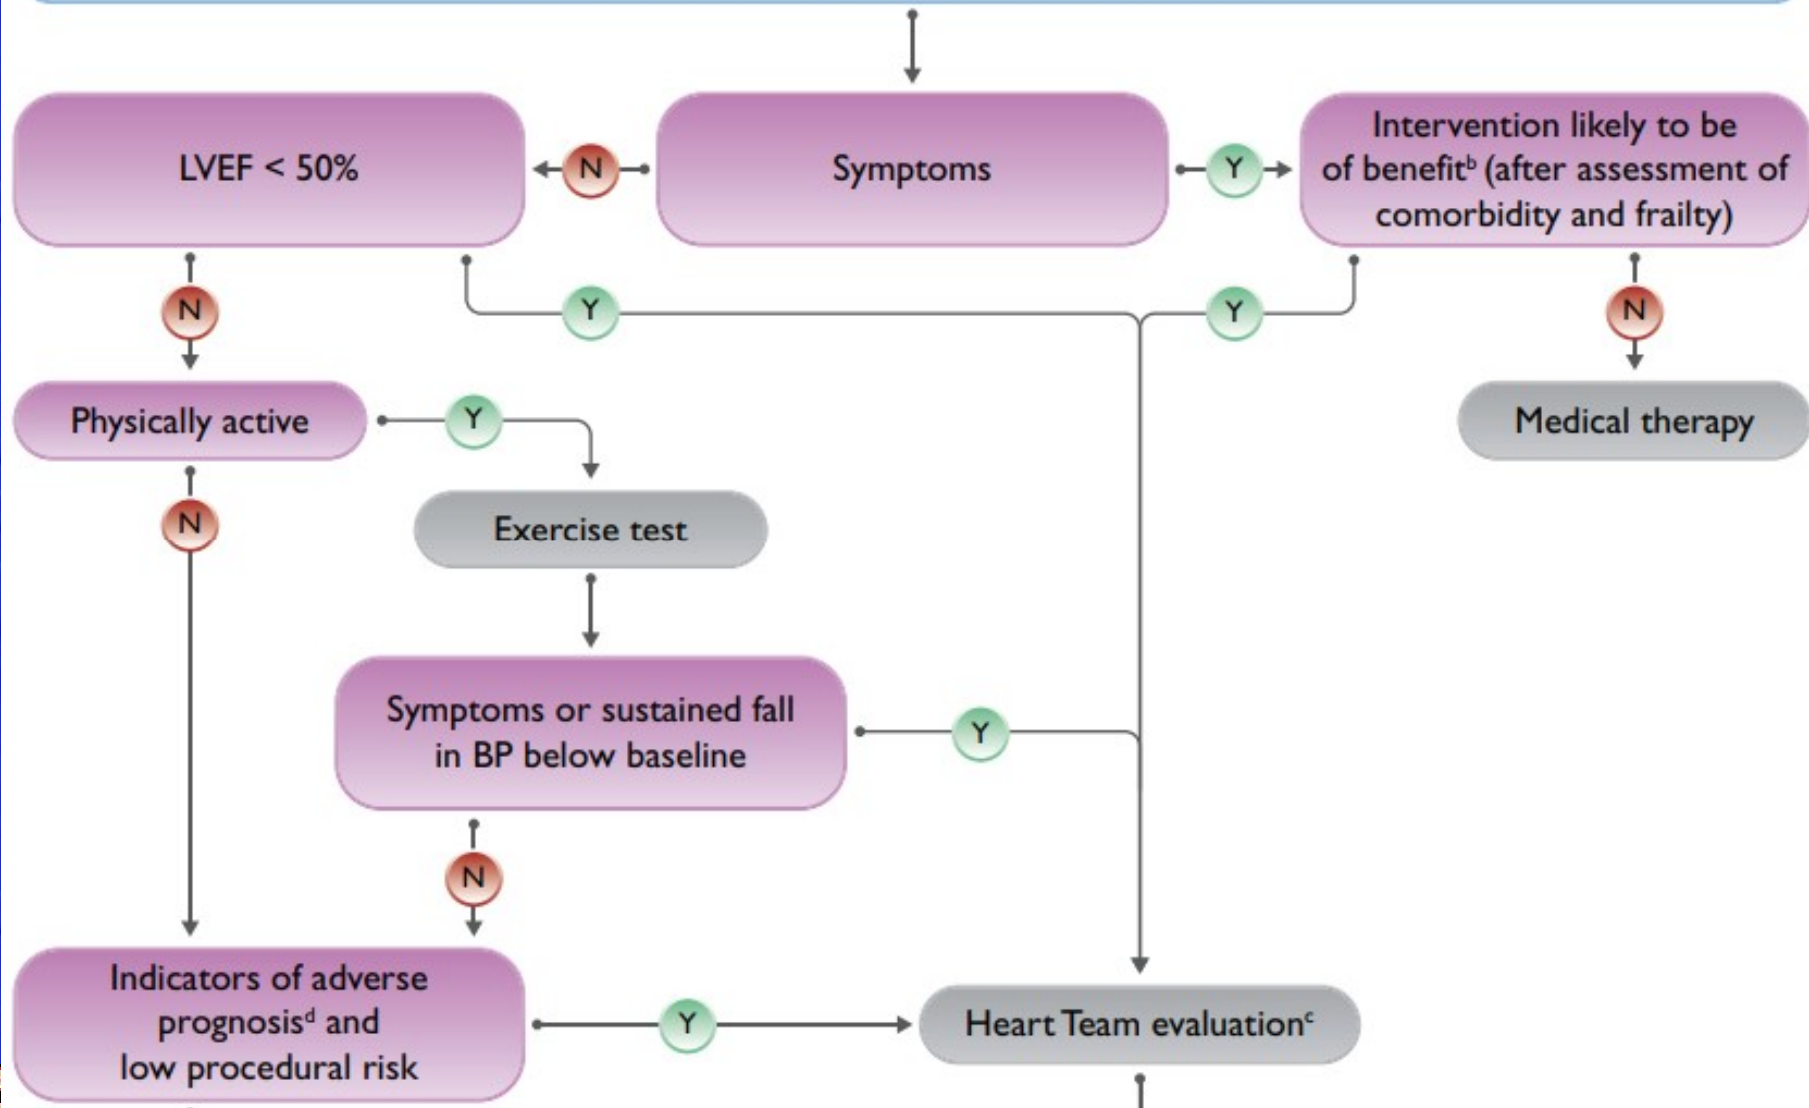 LVEF < 50%
N
Symptoms
Y
Intervention likely to be
of benefitᵇ (after assessment of
comorbidity and frailty)
N
Y
Y
N
Physically active
Y
Medical therapy
N
Exercise test
Symptoms or sustained fall
in BP below baseline
Y
N
Indicators of adverse
prognosisᵈ and
low procedural risk
Y
Heart Team evaluationᶜ